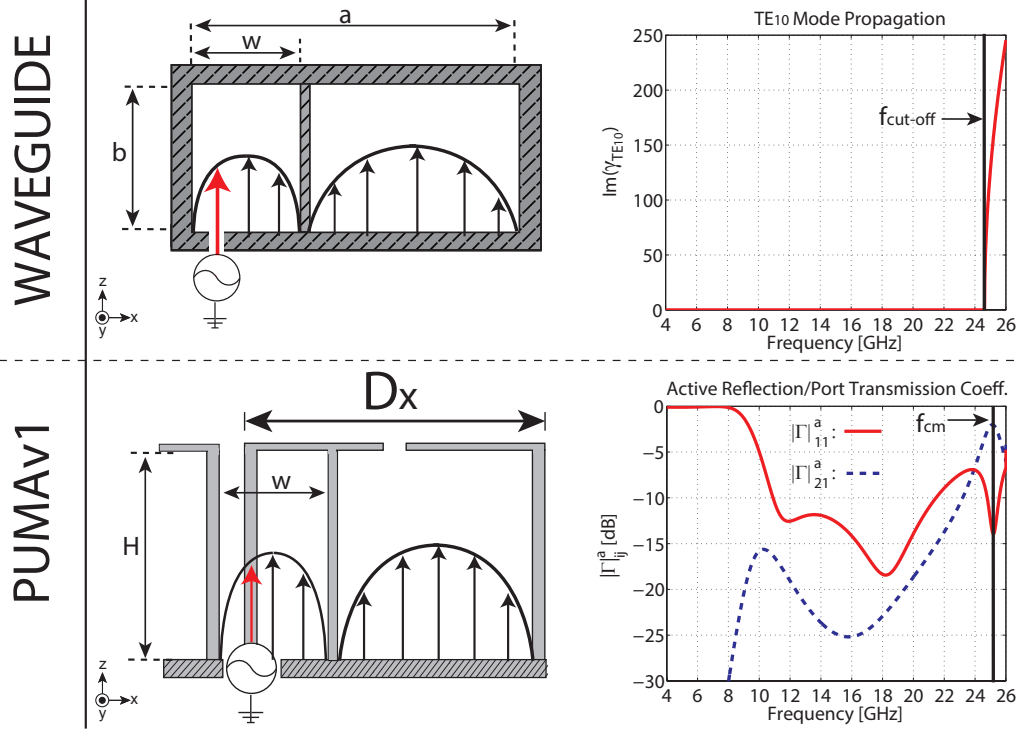 WAVEGUIDE
a
w
b
z
y
x
TE10 Mode Propagation
Im(γTE10)
250
200
150
100
50
0
fcut-off
4 6 8 10 12 14 16 18 20 22 24 26
Frequency [GHz]
PUMAv1
Dx
w
H
z
y
x
Active Reflection/Port Transmission Coeff.
|Γ|ᵃij [dB]
0
−5
−10
−15
−20
−25
−30
|Γ|ᵃ11:
|Γ|ᵃ21:
fcm
4 6 8 10 12 14 16 18 20 22 24 26
Frequency [GHz]